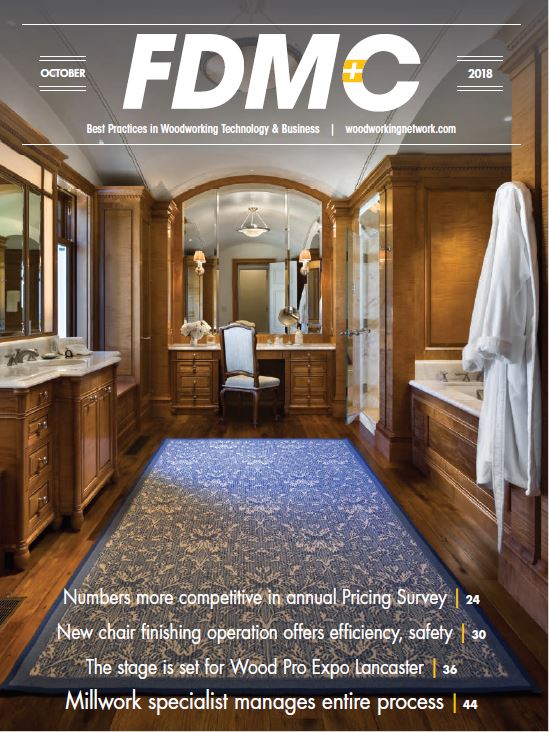 OCTOBER
FDM+C
2018
Best Practices in Woodworking Technology & Business | woodworkingnetwork.com
Numbers more competitive in annual Pricing Survey | 24
New chair finishing operation offers efficiency, safety | 30
The stage is set for Wood Pro Expo Lancaster | 36
Millwork specialist manages entire process | 44